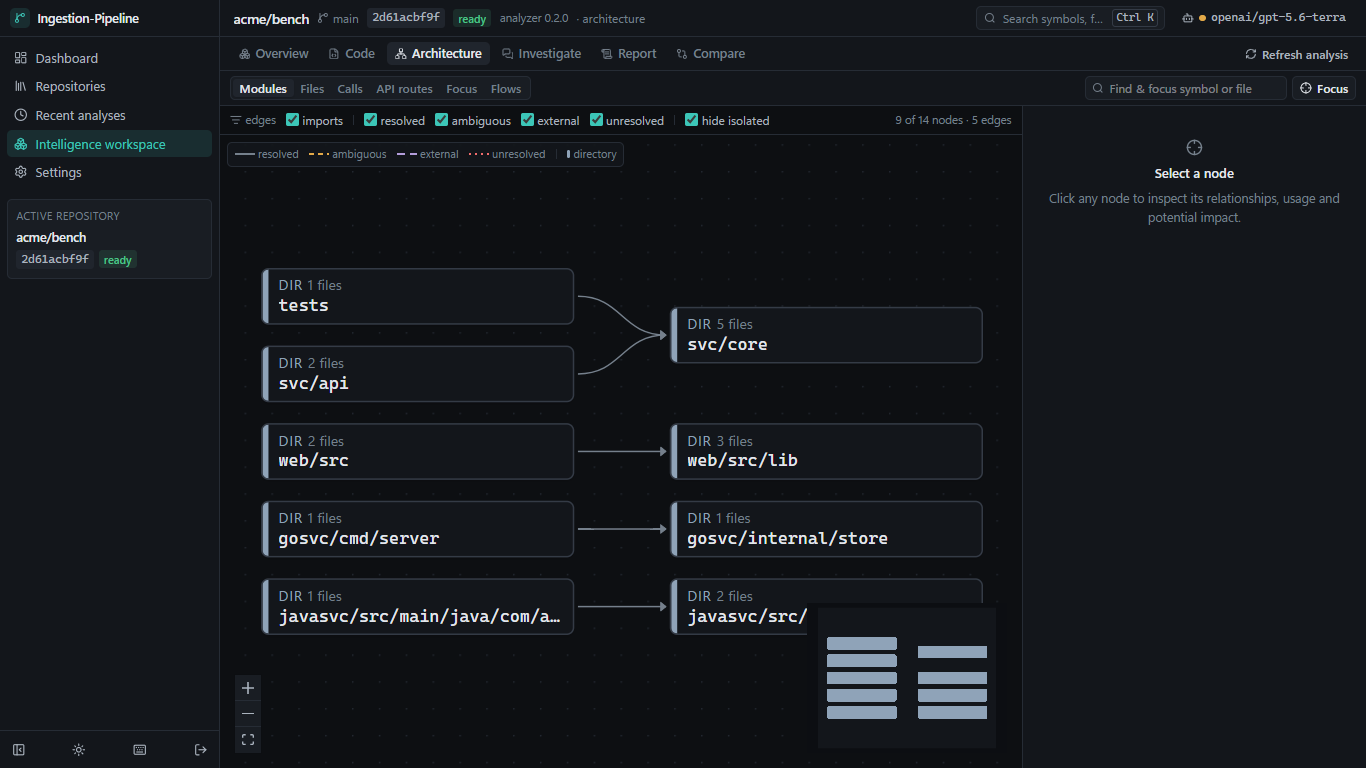 Ingestion-Pipeline
acme/bench main 2d61acbf9f ready analyzer 0.2.0 · architecture
Search symbols, f... Ctrl K
openai/gpt-5.6-terra
Dashboard
Repositories
Recent analyses
Intelligence workspace
Settings
ACTIVE REPOSITORY
acme/bench
2d61acbf9f ready
Overview Code Architecture Investigate Report Compare
Refresh analysis
Modules Files Calls API routes Focus Flows
Find & focus symbol or file Focus
edges imports resolved ambiguous external unresolved hide isolated
9 of 14 nodes · 5 edges
resolved ambiguous external unresolved directory
DIR 1 files
tests
DIR 2 files
svc/api
DIR 5 files
svc/core
DIR 2 files
web/src
DIR 3 files
web/src/lib
DIR 1 files
gosvc/cmd/server
DIR 1 files
gosvc/internal/store
DIR 1 files
javasvc/src/main/java/com/a…
DIR 2 files
javasvc/src/
Select a node
Click any node to inspect its relationships, usage and
potential impact.